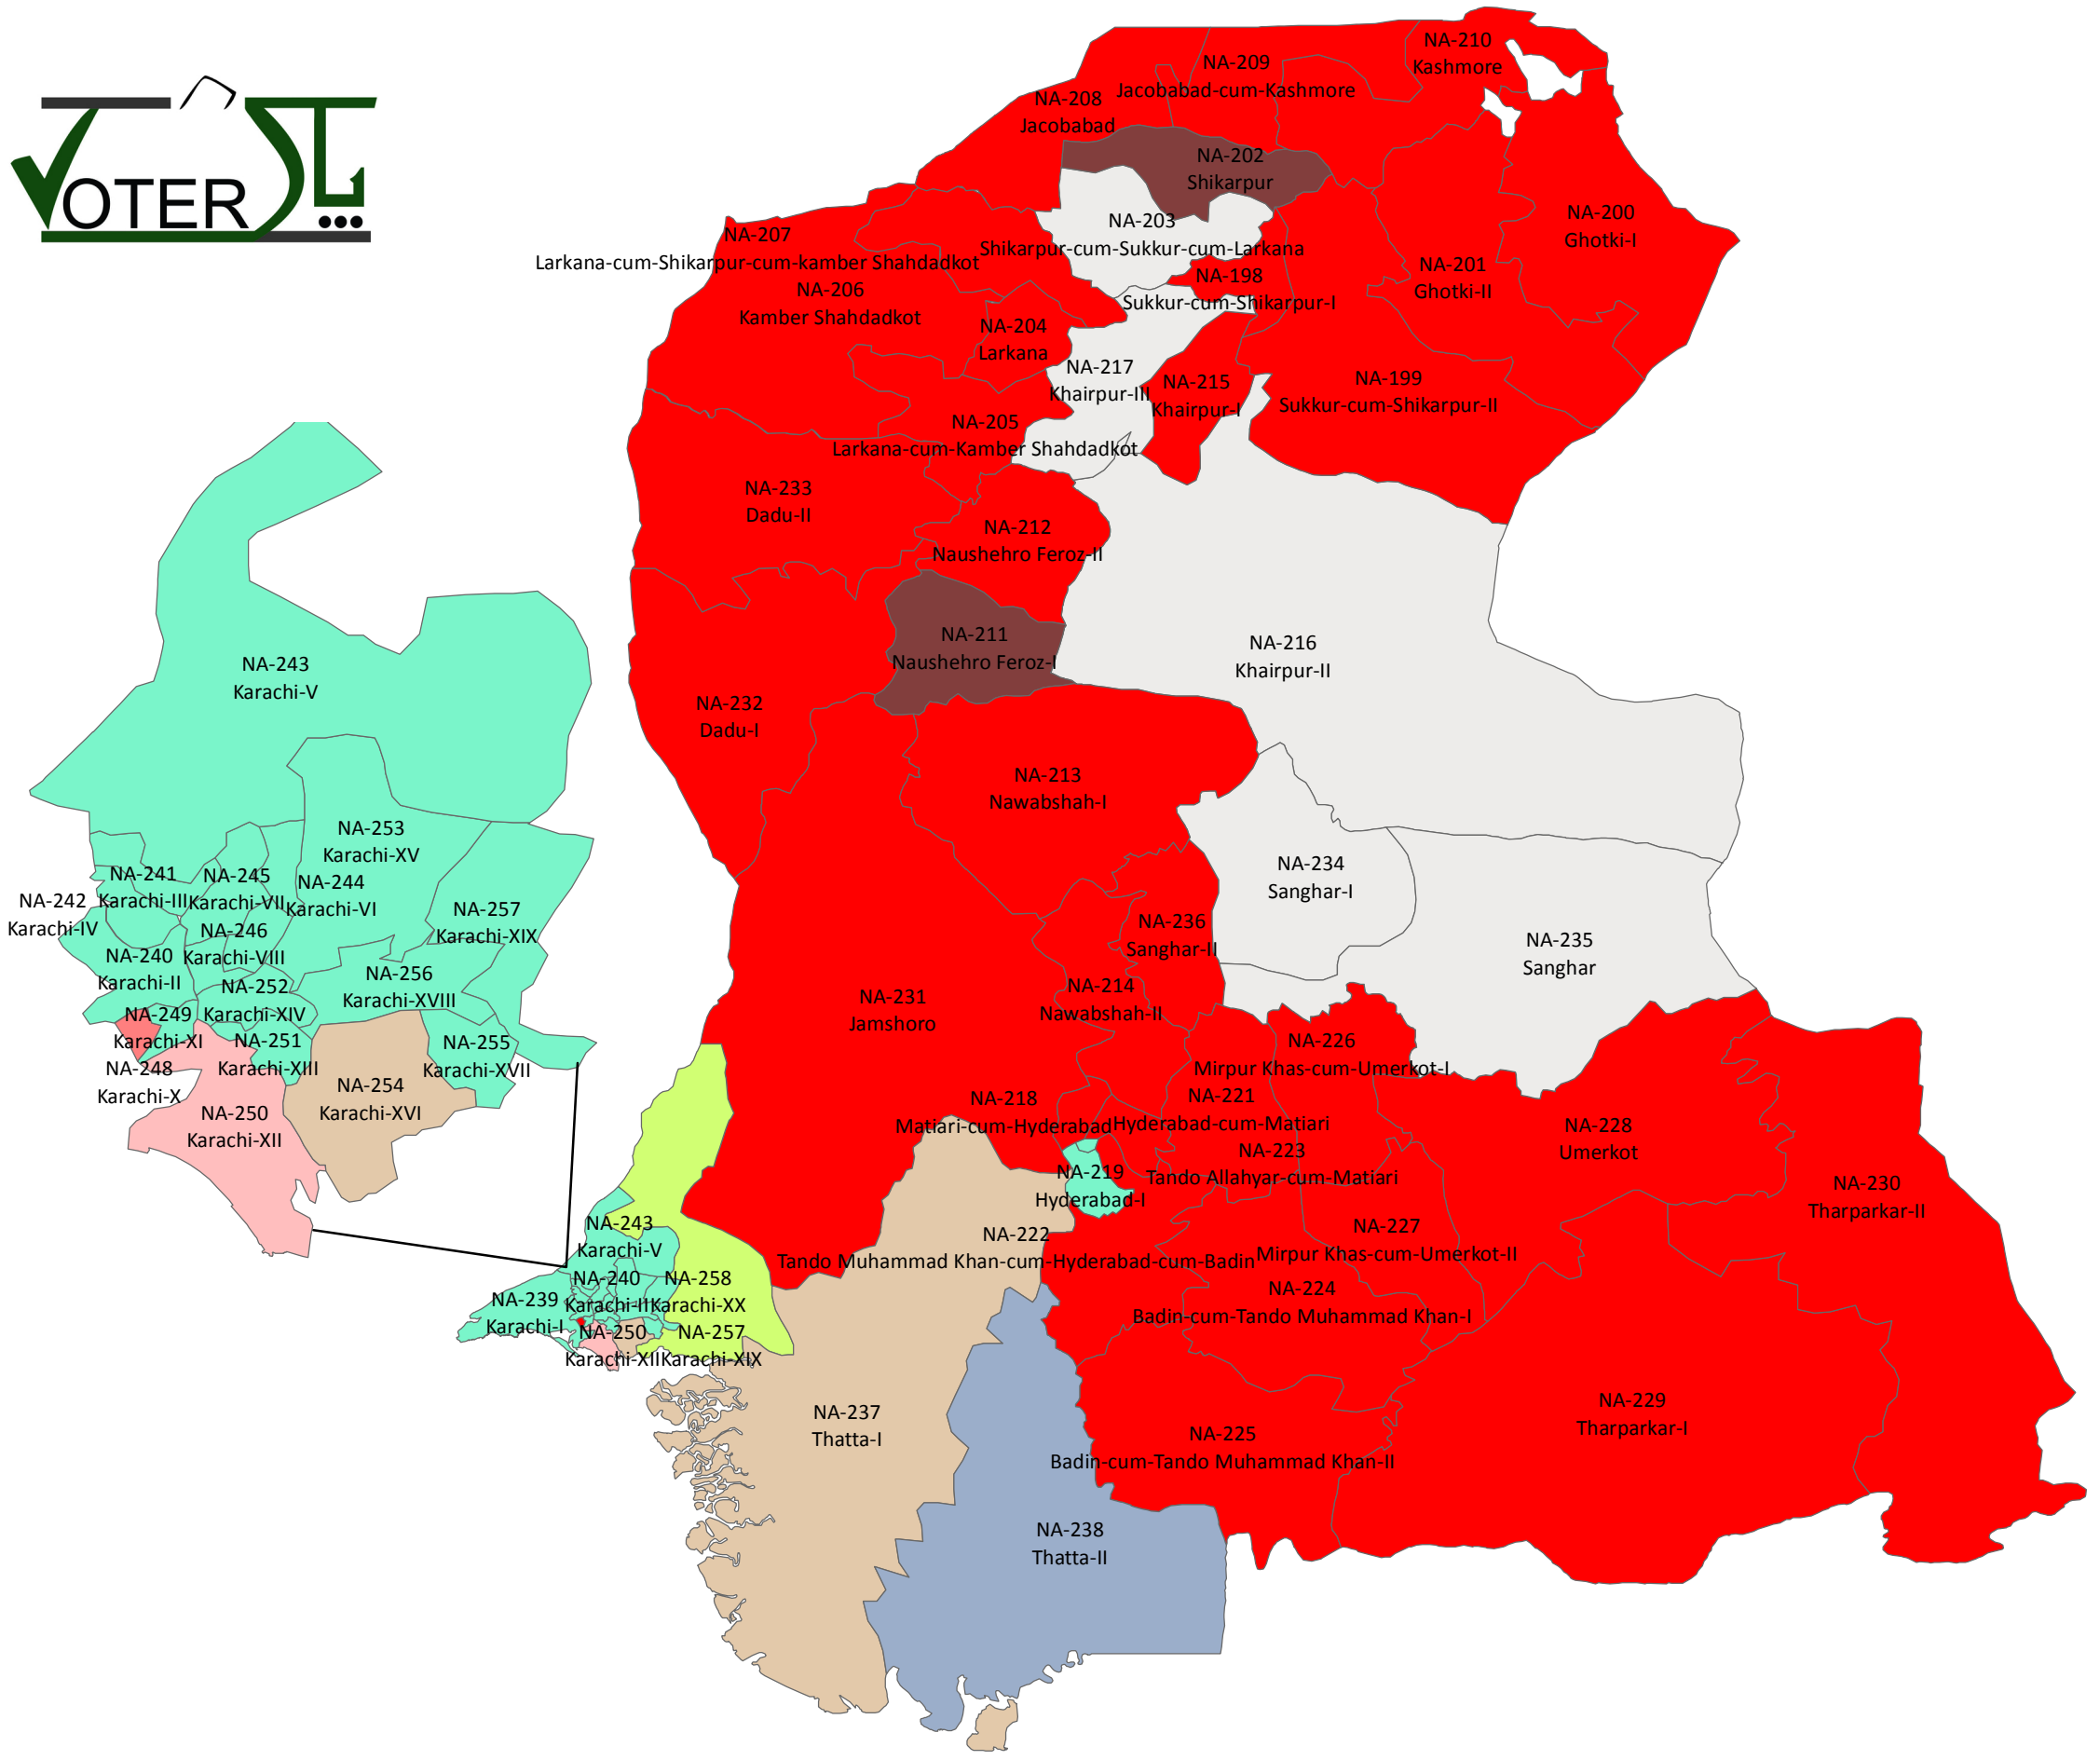 VOTER پاک
NA-210
Kashmore
NA-209
Jacobabad-cum-Kashmore
NA-208
Jacobabad
NA-202
Shikarpur
NA-203
Shikarpur-cum-Sukkur-cum-Larkana
NA-200
Ghotki-I
NA-207
Larkana-cum-Shikarpur-cum-kamber Shahdadkot
NA-201
Ghotki-II
NA-198
Sukkur-cum-Shikarpur-I
NA-206
Kamber Shahdadkot
NA-204
Larkana
NA-217
Khairpur-III
NA-215
Khairpur-I
NA-199
Sukkur-cum-Shikarpur-II
NA-205
Larkana-cum-Kamber Shahdadkot
NA-233
Dadu-II
NA-212
Naushehro Feroz-II
NA-211
Naushehro Feroz-I
NA-216
Khairpur-II
NA-232
Dadu-I
NA-213
Nawabshah-I
NA-234
Sanghar-I
NA-236
Sanghar-II
NA-235
Sanghar
NA-231
Jamshoro
NA-214
Nawabshah-II
NA-226
Mirpur Khas-cum-Umerkot-I
NA-218
Matiari-cum-Hyderabad
NA-221
Hyderabad-cum-Matiari
NA-228
Umerkot
NA-223
Tando Allahyar-cum-Matiari
NA-219
Hyderabad-I
NA-230
Tharparkar-II
NA-222
Tando Muhammad Khan-cum-Hyderabad-cum-Badin
NA-227
Mirpur Khas-cum-Umerkot-II
NA-224
Badin-cum-Tando Muhammad Khan-I
NA-229
Tharparkar-I
NA-225
Badin-cum-Tando Muhammad Khan-II
NA-237
Thatta-I
NA-238
Thatta-II
NA-243
Karachi-V
NA-240
Karachi-II
NA-258
Karachi-XX
NA-239
Karachi-I
NA-250
Karachi-XII
NA-257
Karachi-XIX
NA-243
Karachi-V
NA-253
Karachi-XV
NA-241
Karachi-III
NA-245
Karachi-VII
NA-244
Karachi-VI
NA-242
Karachi-IV
NA-257
Karachi-XIX
NA-246
Karachi-VIII
NA-240
Karachi-II
NA-256
Karachi-XVIII
NA-252
Karachi-XIV
NA-249
Karachi-XI
NA-251
Karachi-XIII
NA-255
Karachi-XVII
NA-248
Karachi-X
NA-254
Karachi-XVI
NA-250
Karachi-XII